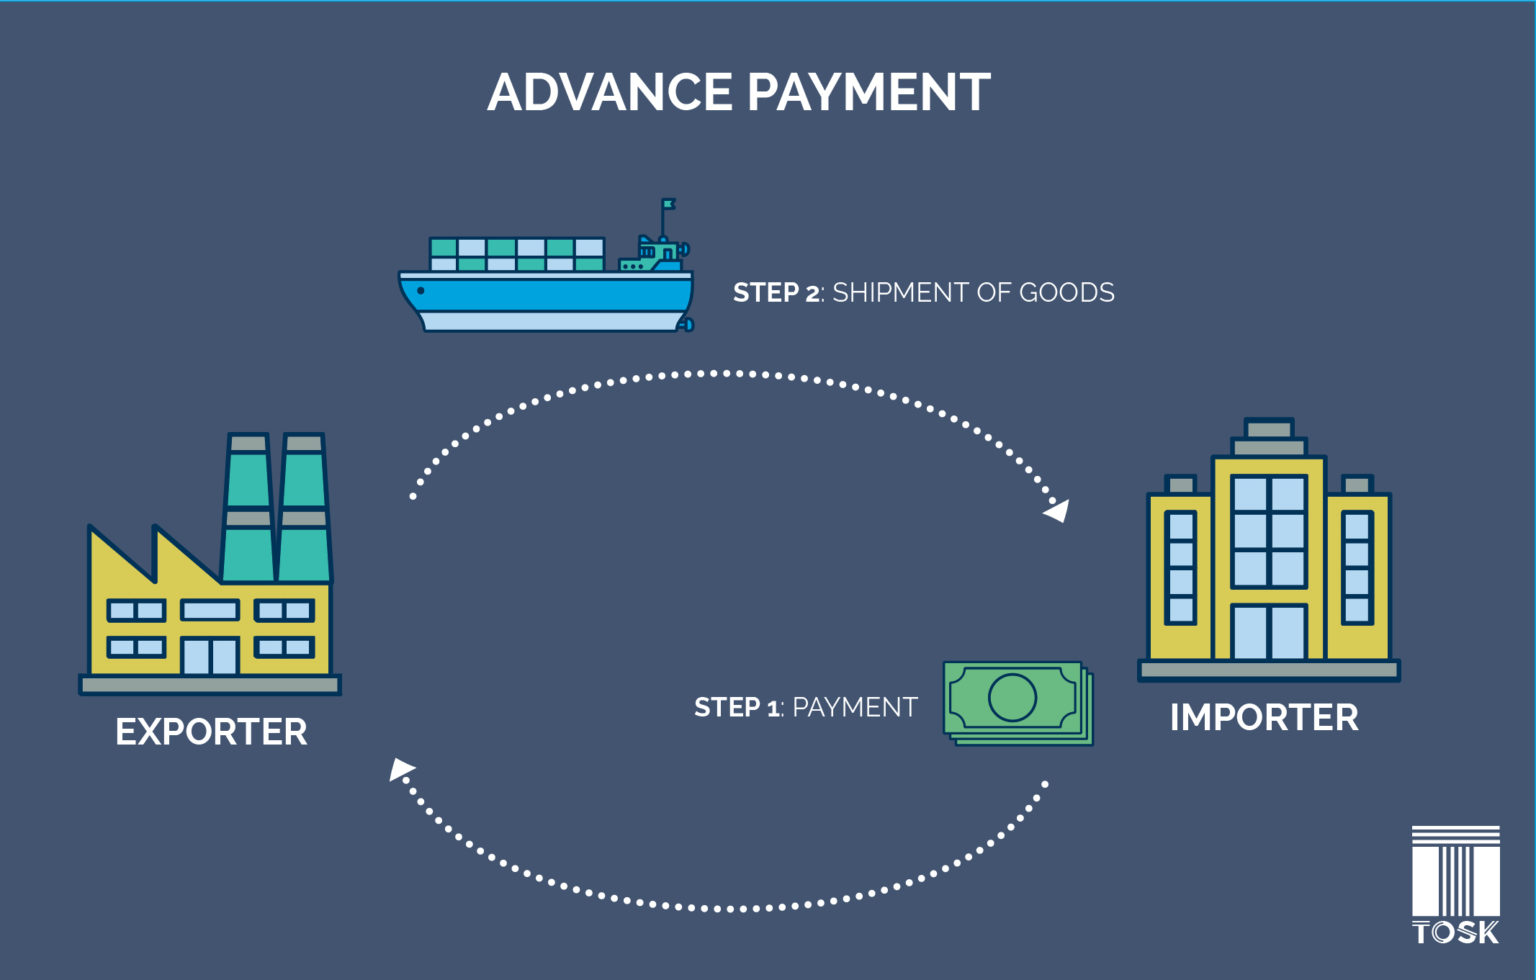 ADVANCE PAYMENT
STEP 2: SHIPMENT OF GOODS
STEP 1: PAYMENT
EXPORTER
IMPORTER
TOSK